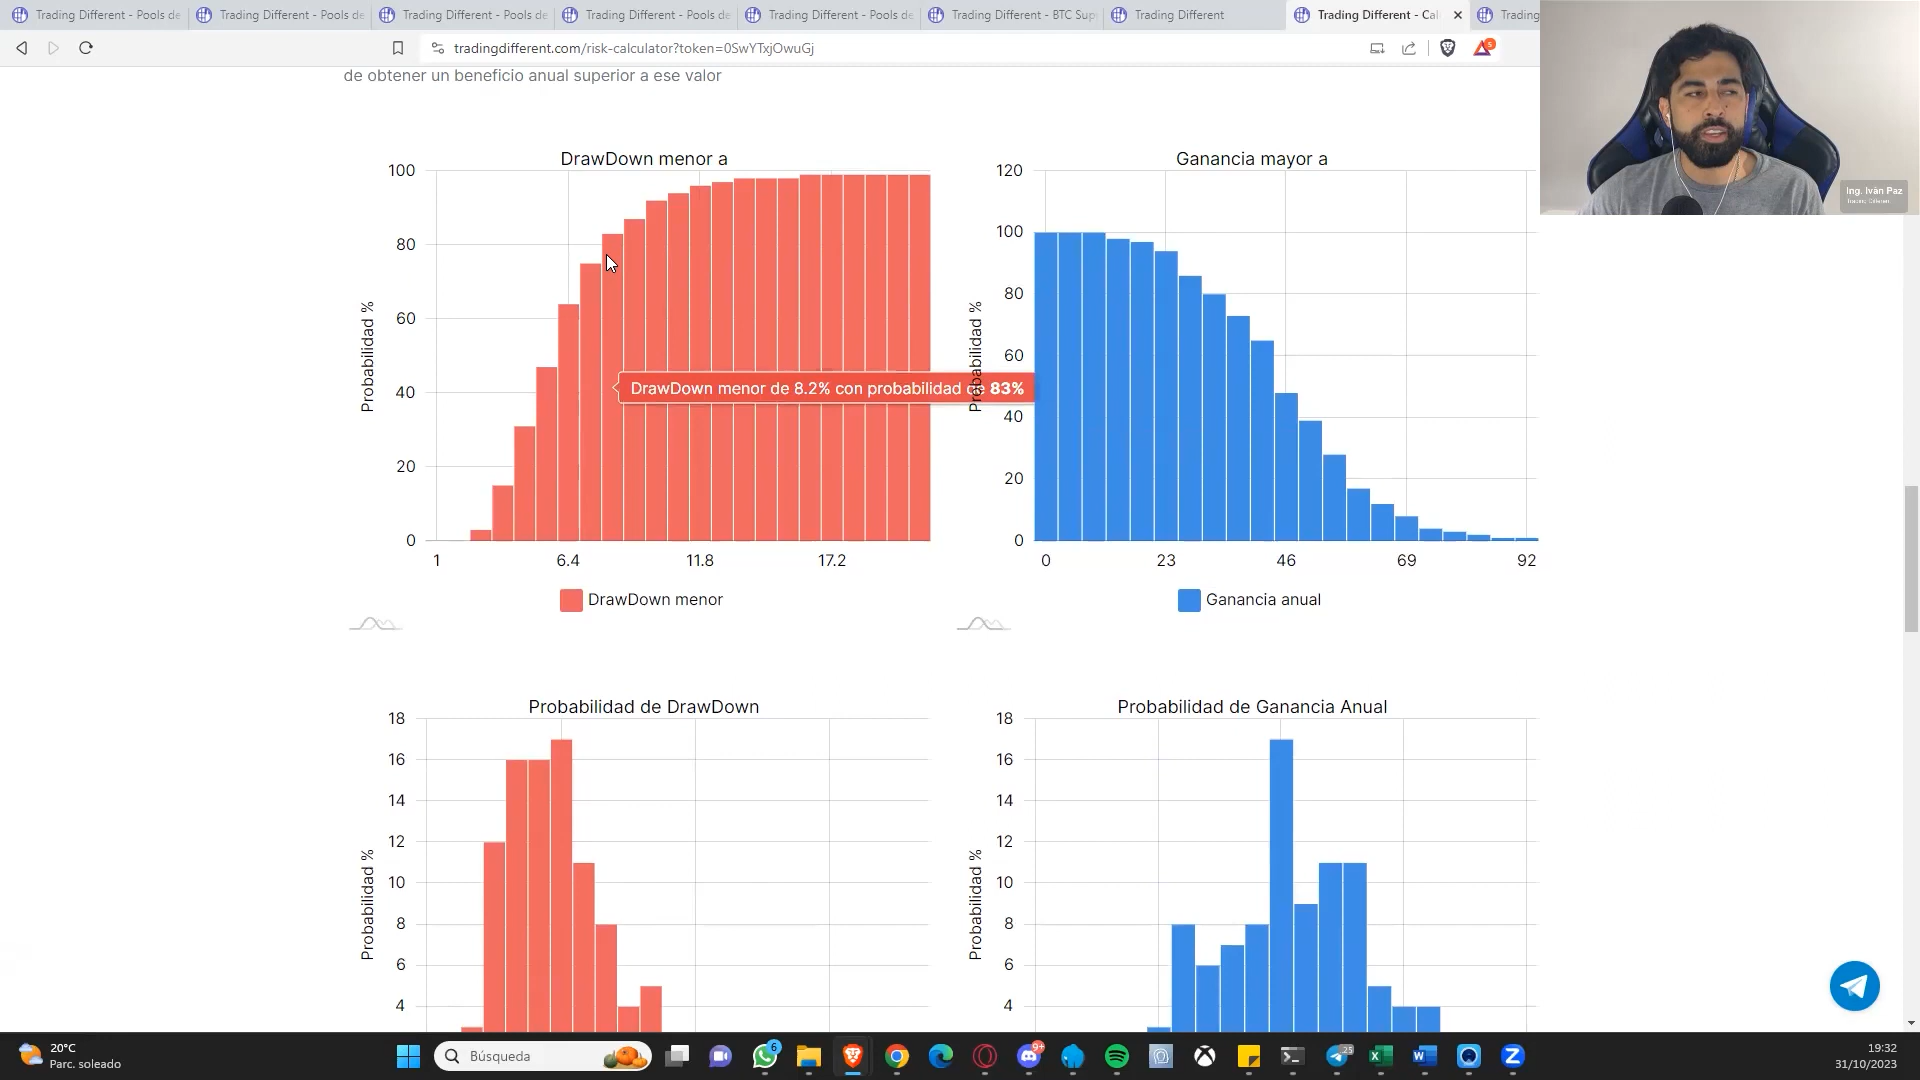 Trading Different - Pools de
Trading Different - Pools de
Trading Different - Pools de
Trading Different - Pools de
Trading Different - Pools de
Trading Different - BTC Sup
Trading Different
Trading Different - Cal
Trading
tradingdifferent.com/risk-calculator?token=0SwYTxjOwuGj
5
de obtener un beneficio anual superior a ese valor
Ing. Iván Paz
Trading Different
DrawDown menor a
100
80
60
40
20
0
Probabilidad %
1
6.4
11.8
17.2
DrawDown menor
DrawDown menor de 8.2% con probabilidad de 83%
Ganancia mayor a
120
100
80
60
40
20
0
Probabilidad %
0
23
46
69
92
Ganancia anual
Probabilidad de DrawDown
18
16
14
12
10
8
6
4
Probabilidad %
Probabilidad de Ganancia Anual
18
16
14
12
10
8
6
4
Probabilidad %
20°C
Parc. soleado
Búsqueda
6
9+
25
19:32
31/10/2023